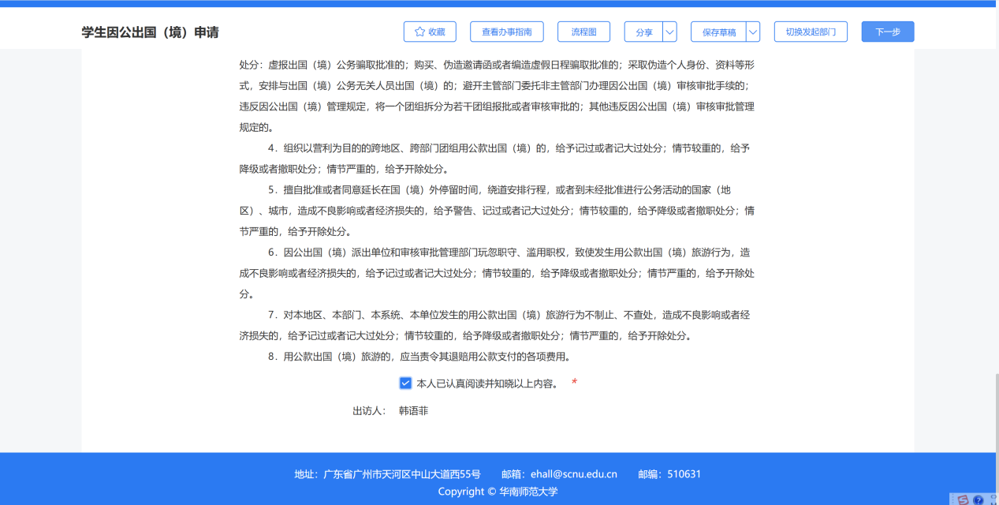 学生因公出国（境）申请
收藏
查看办事指南
流程图
分享
保存草稿
切换发起部门
下一步
处分：虚报出国（境）公务骗取批准的；购买、伪造邀请函或者编造虚假日程骗取批准的；采取伪造个人身份、资料等形
式，安排与出国（境）公务无关人员出国（境）的；避开主管部门委托非主管部门办理因公出国（境）审核审批手续的；
违反因公出国（境）管理规定，将一个团组拆分为若干团组报批或者审核审批的；其他违反因公出国（境）审核审批管理
规定的。
4．组织以营利为目的的跨地区、跨部门团组用公款出国（境）的，给予记过或者记大过处分；情节较重的，给予
降级或者撤职处分；情节严重的，给予开除处分。
5．擅自批准或者同意延长在国（境）外停留时间，绕道安排行程，或者到未经批准进行公务活动的国家（地
区）、城市，造成不良影响或者经济损失的，给予警告、记过或者记大过处分；情节较重的，给予降级或者撤职处分；情
节严重的，给予开除处分。
6．因公出国（境）派出单位和审核审批管理部门玩忽职守、滥用职权，致使发生用公款出国（境）旅游行为，造
成不良影响或者经济损失的，给予记过或者记大过处分；情节较重的，给予降级或者撤职处分；情节严重的，给予开除处
分。
7．对本地区、本部门、本系统、本单位发生的用公款出国（境）旅游行为不制止、不查处，造成不良影响或者经
济损失的，给予记过或者记大过处分；情节较重的，给予降级或者撤职处分；情节严重的，给予开除处分。
8．用公款出国（境）旅游的，应当责令其退赔用公款支付的各项费用。
本人已认真阅读并知晓以上内容。 *
出访人： 韩语菲
地址：广东省广州市天河区中山大道西55号 邮箱：ehall@scnu.edu.cn 邮编：510631
Copyright © 华南师范大学